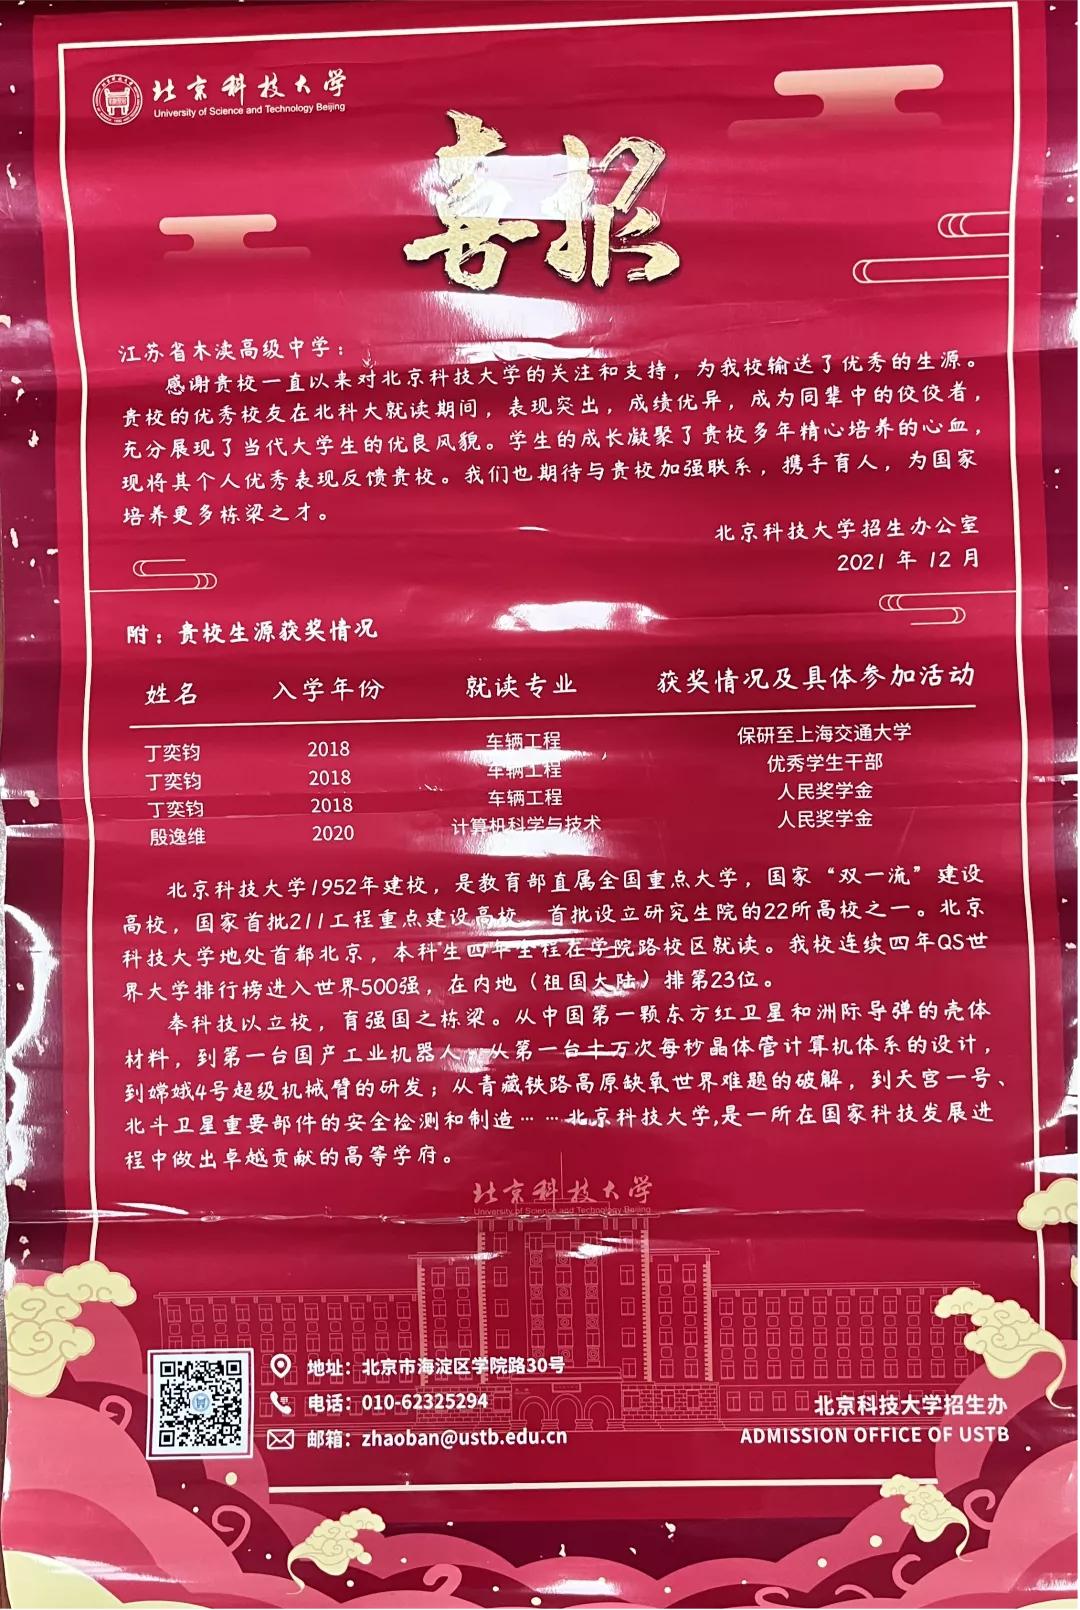 北京科技大学
University of Science and Technology Beijing
喜报
江苏省木渎高级中学：
感谢贵校一直以来对北京科技大学的关注和支持，为我校输送了优秀的生源。
贵校的优秀校友在北科大就读期间，表现突出，成绩优异，成为同辈中的佼佼者，
充分展现了当代大学生的优良风貌。学生的成长凝聚了贵校多年精心培养的心血，
现将其个人优秀表现反馈贵校。我们也期待与贵校加强联系，携手育人，为国家
培养更多栋梁之才。
北京科技大学招生办公室
2021 年 12 月
附：贵校生源获奖情况
姓名 入学年份 就读专业 获奖情况及具体参加活动
丁奕钧 2018 车辆工程 保研至上海交通大学
丁奕钧 2018 车辆工程 优秀学生干部
丁奕钧 2018 车辆工程 人民奖学金
殷逸维 2020 计算机科学与技术 人民奖学金
北京科技大学1952年建校，是教育部直属全国重点大学，国家“双一流”建设
高校，国家首批211工程重点建设高校、首批设立研究生院的22所高校之一。北京
科技大学地处首都北京，本科生四年全程在学院路校区就读。我校连续四年QS世
界大学排行榜进入世界500强，在内地（祖国大陆）排第23位。
奉科技以立校，育强国之栋梁。从中国第一颗东方红卫星和洲际导弹的壳体
材料，到第一台国产工业机器人；从第一台十万次每秒晶体管计算机体系的设计，
到嫦娥4号超级机械臂的研发；从青藏铁路高原缺氧世界难题的破解，到天宫一号、
北斗卫星重要部件的安全检测和制造……北京科技大学,是一所在国家科技发展进
程中做出卓越贡献的高等学府。
北京科技大学
University of Science and Technology Beijing
地址：北京市海淀区学院路30号
电话：010-62325294
邮箱：zhaoban@ustb.edu.cn
北京科技大学招生办
ADMISSION OFFICE OF USTB